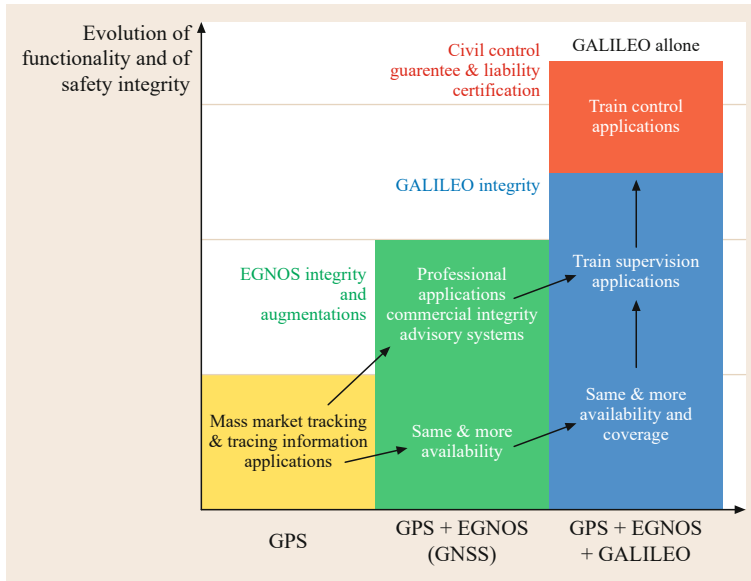 Evolution of
functionality and of
safety integrity
Civil control
guarentee & liability
certification
GALILEO allone
Train control
applications
GALILEO integrity
EGNOS integrity
and
augmentations
Professional
applications
commercial integrity
advisory systems
Train supervision
applications
Mass market tracking
& tracing information
applications
Same & more
availability
Same & more
availability and
coverage
GPS
GPS + EGNOS
(GNSS)
GPS + EGNOS
+ GALILEO